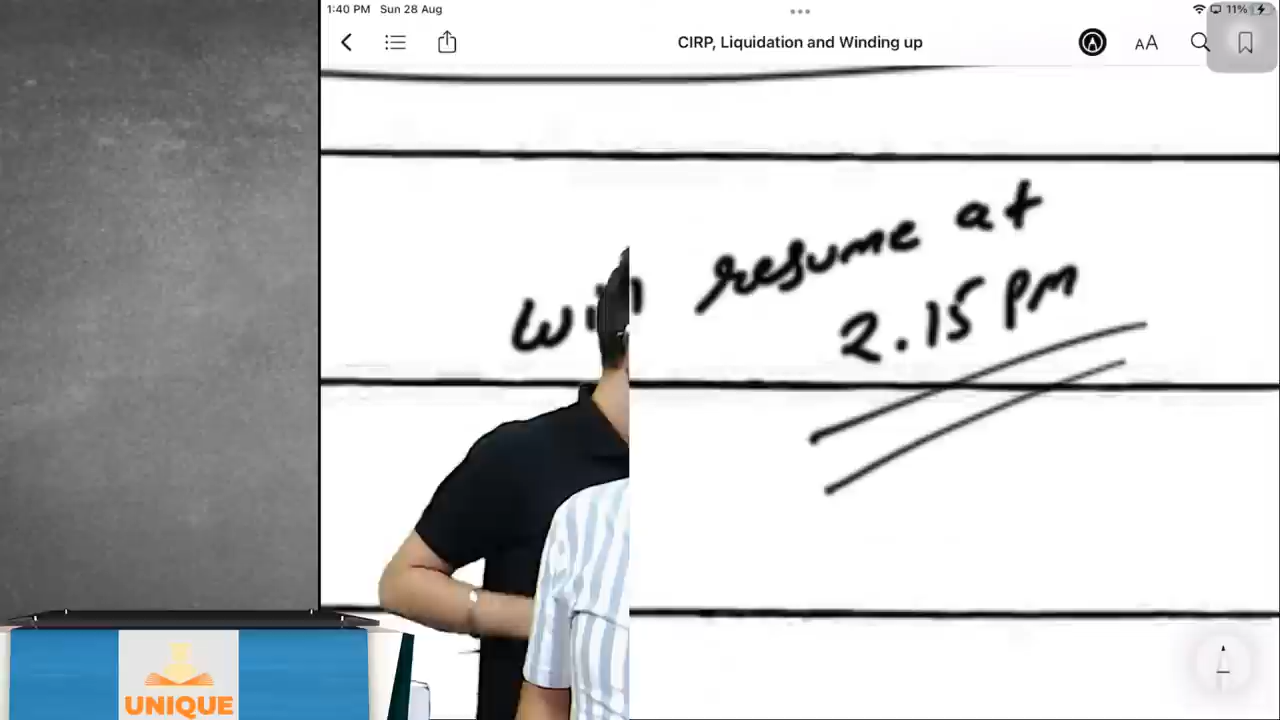 1:40 PM Sun 28 Aug
11%
CIRP, Liquidation and Winding up
AA
will resume at
2.15 pm
UNIQUE